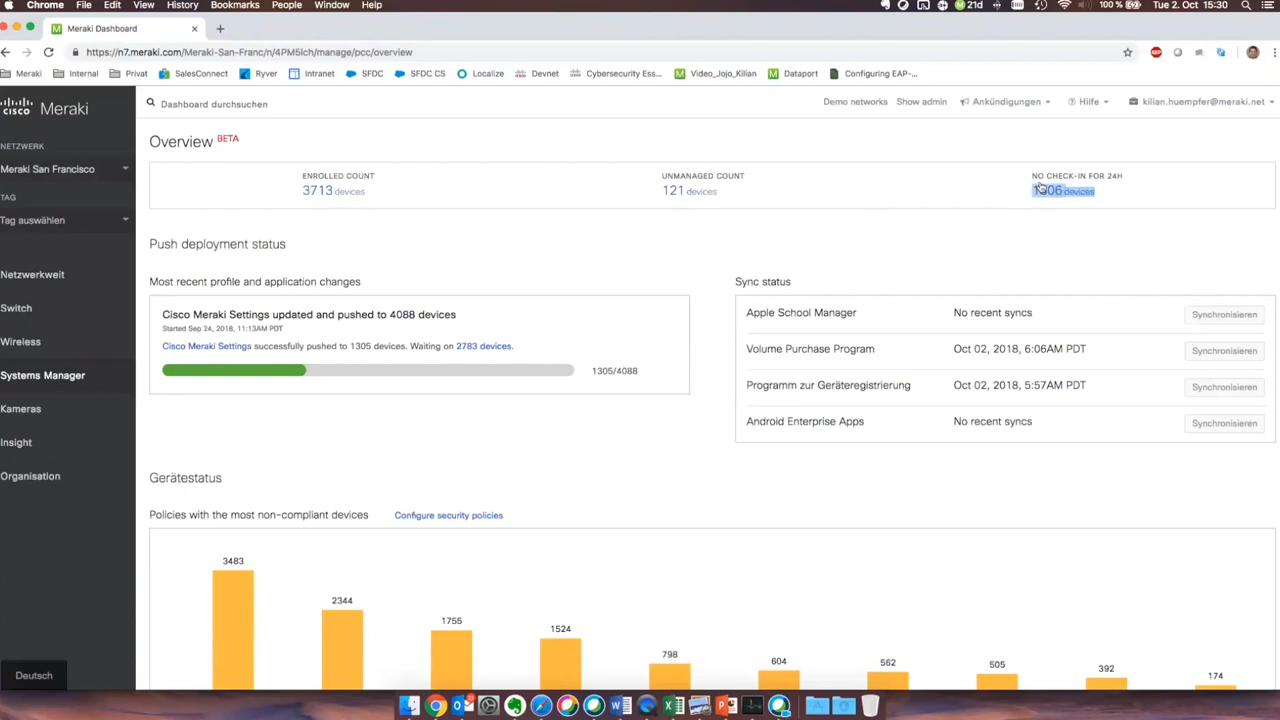 Chrome File Edit View History Bookmarks People Window Help 21d 100 % Tue 2. Oct 15:30
M Meraki Dashboard
https://n7.meraki.com/Meraki-San-Franc/n/4PM5lch/manage/pcc/overview
Meraki Internal Privat SalesConnect Ryver Intranet SFDC SFDC CS Localize Devnet Cybersecurity Ess... Video_Jojo_Kilian Dataport Configuring EAP-...
cisco Meraki
Dashboard durchsuchen
Demo networks Show admin Ankündigungen Hilfe kilian.huempfer@meraki.net
NETZWERK
Meraki San Francisco
TAG
Tag auswählen
Netzwerkweit
Switch
Wireless
Systems Manager
Kameras
Insight
Organisation
Deutsch
Overview BETA
ENROLLED COUNT
3713 devices
UNMANAGED COUNT
121 devices
NO CHECK-IN FOR 24H
devices
Push deployment status
Most recent profile and application changes
Cisco Meraki Settings updated and pushed to 4088 devices
Started Sep 24, 2018, 11:13AM PDT
Cisco Meraki Settings successfully pushed to 1305 devices. Waiting on 2783 devices.
1305/4088
Sync status
Apple School Manager No recent syncs Synchronisieren
Volume Purchase Program Oct 02, 2018, 6:06AM PDT Synchronisieren
Programm zur Geräteregistrierung Oct 02, 2018, 5:57AM PDT Synchronisieren
Android Enterprise Apps No recent syncs Synchronisieren
Gerätestatus
Policies with the most non-compliant devices Configure security policies
3483
2344
1755
1524
798
604
562
505
392
174